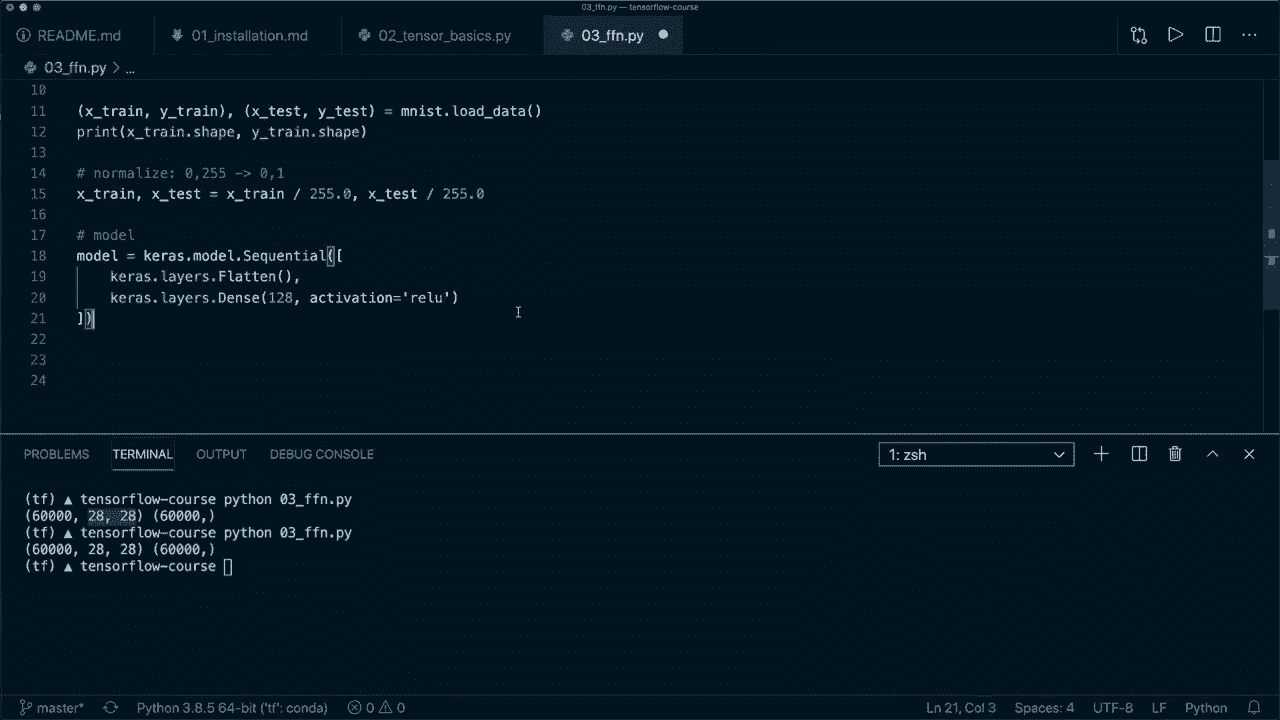 03_ffn.py — tensorflow-course
README.md 01_installation.md 02_tensor_basics.py 03_ffn.py
03_ffn.py > ...
10
11 (x_train, y_train), (x_test, y_test) = mnist.load_data()
12 print(x_train.shape, y_train.shape)
13
14 # normalize: 0,255 -> 0,1
15 x_train, x_test = x_train / 255.0, x_test / 255.0
16
17 # model
18 model = keras.model.Sequential([
19 keras.layers.Flatten(),
20 keras.layers.Dense(128, activation='relu')
21 ])
22
23
24
PROBLEMS TERMINAL OUTPUT DEBUG CONSOLE 1: zsh
(tf) ▲ tensorflow-course python 03_ffn.py
(60000, 28, 28) (60000,)
(tf) ▲ tensorflow-course python 03_ffn.py
(60000, 28, 28) (60000,)
(tf) ▲ tensorflow-course
master* Python 3.8.5 64-bit ('tf': conda) 0 0 Ln 21, Col 3 Spaces: 4 UTF-8 LF Python